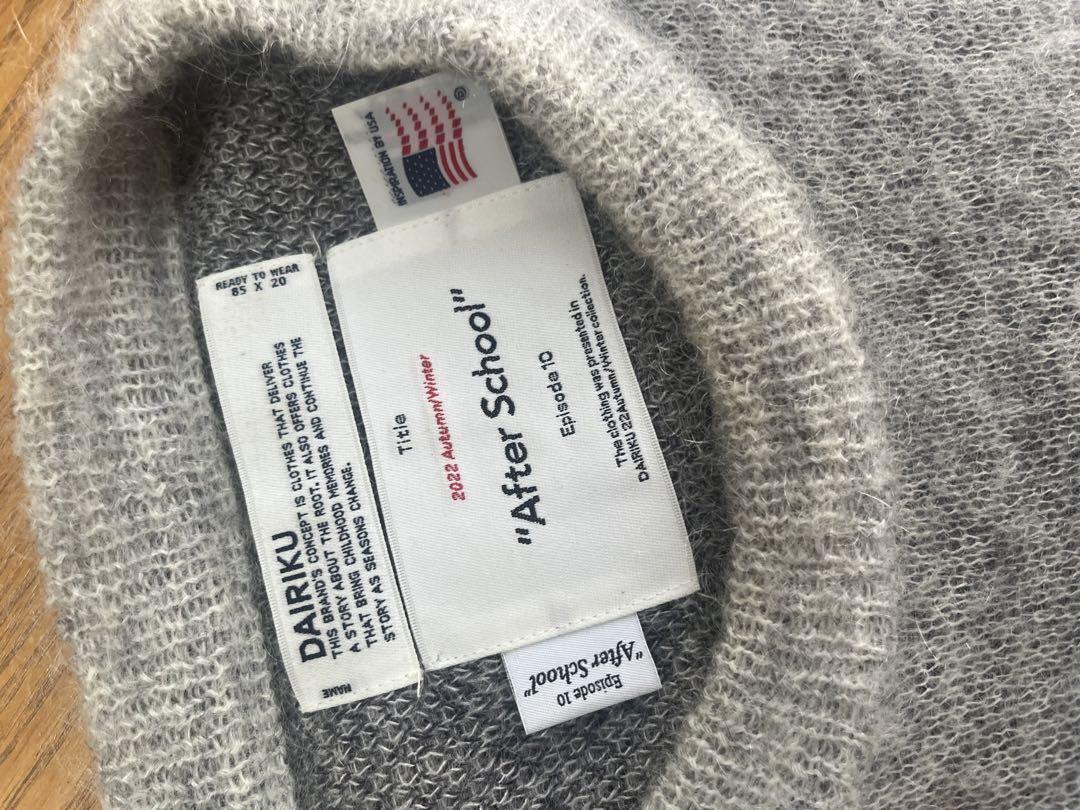 INSPIRATION BY USA
®
READY TO WEAR
85 X 20
DAIRIKU
THIS BRAND'S CONCEPT IS CLOTHES THAT DELIVER
A STORY ABOUT THE ROOT. IT ALSO OFFERS CLOTHES
THAT BRING CHILDHOOD MEMORIES AND CONTINUE THE
STORY AS SEASONS CHANGE.
NAME
Title
2022 Autumn/Winter
"After School"
Episode 10
The clothing was presented in
DAIRIKU 22Autumn/Winter collection.
Episode 10
"After School"